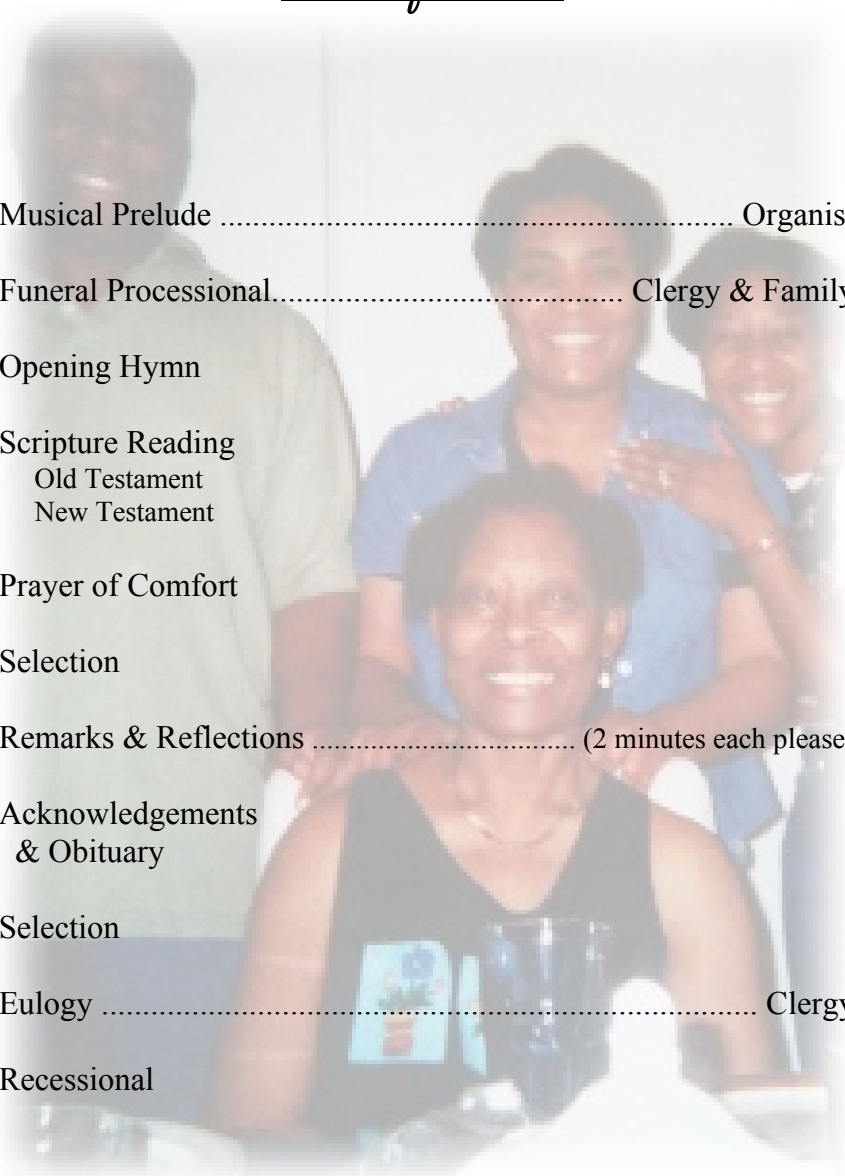 Musical Prelude ............................................................... Organis
Funeral Processional........................................... Clergy & Family
Opening Hymn
Scripture Reading
Old Testament
New Testament
Prayer of Comfort
Selection
Remarks & Reflections ................................ (2 minutes each please
Acknowledgements
& Obituary
Selection
Eulogy ................................................................................ Clergy
Recessional